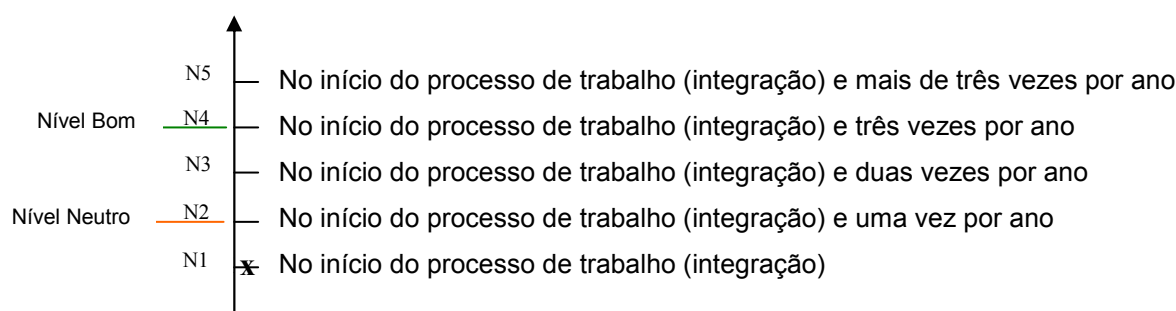 N5 No início do processo de trabalho (integração) e mais de três vezes por ano
Nível Bom N4 No início do processo de trabalho (integração) e três vezes por ano
N3 No início do processo de trabalho (integração) e duas vezes por ano
Nível Neutro N2 No início do processo de trabalho (integração) e uma vez por ano
N1 x No início do processo de trabalho (integração)